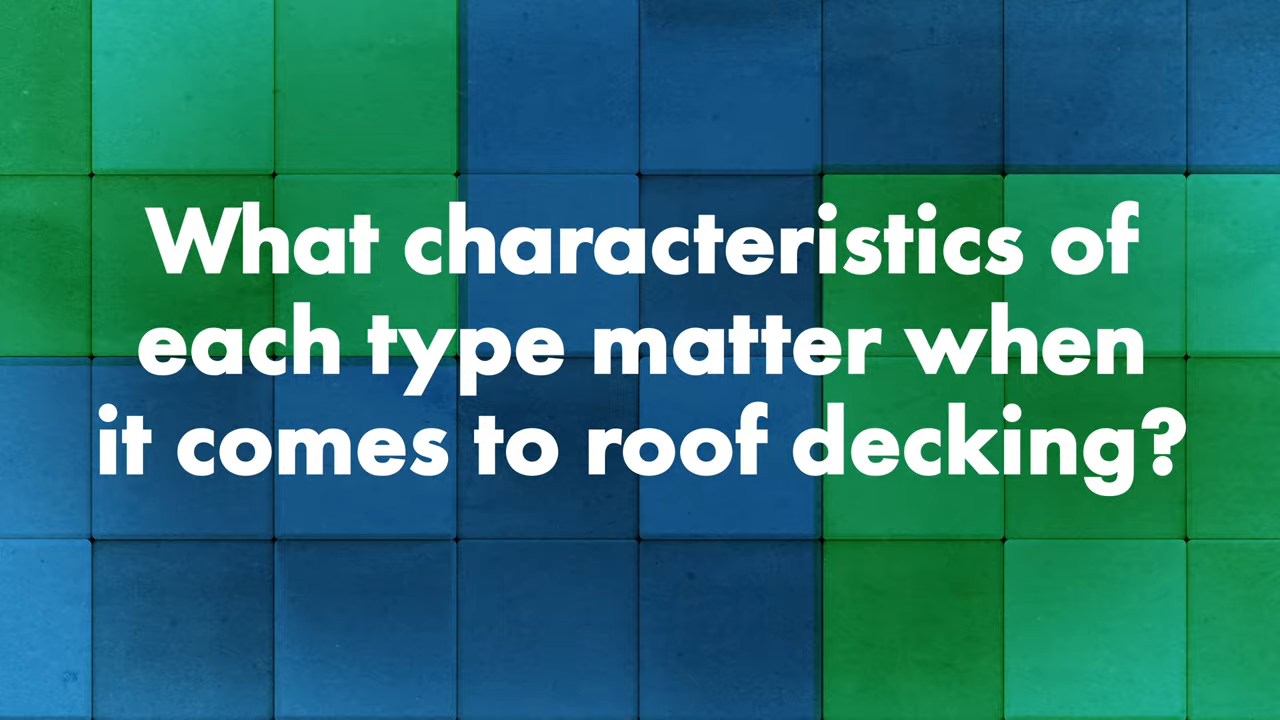 What characteristics of
each type matter when
it comes to roof decking?